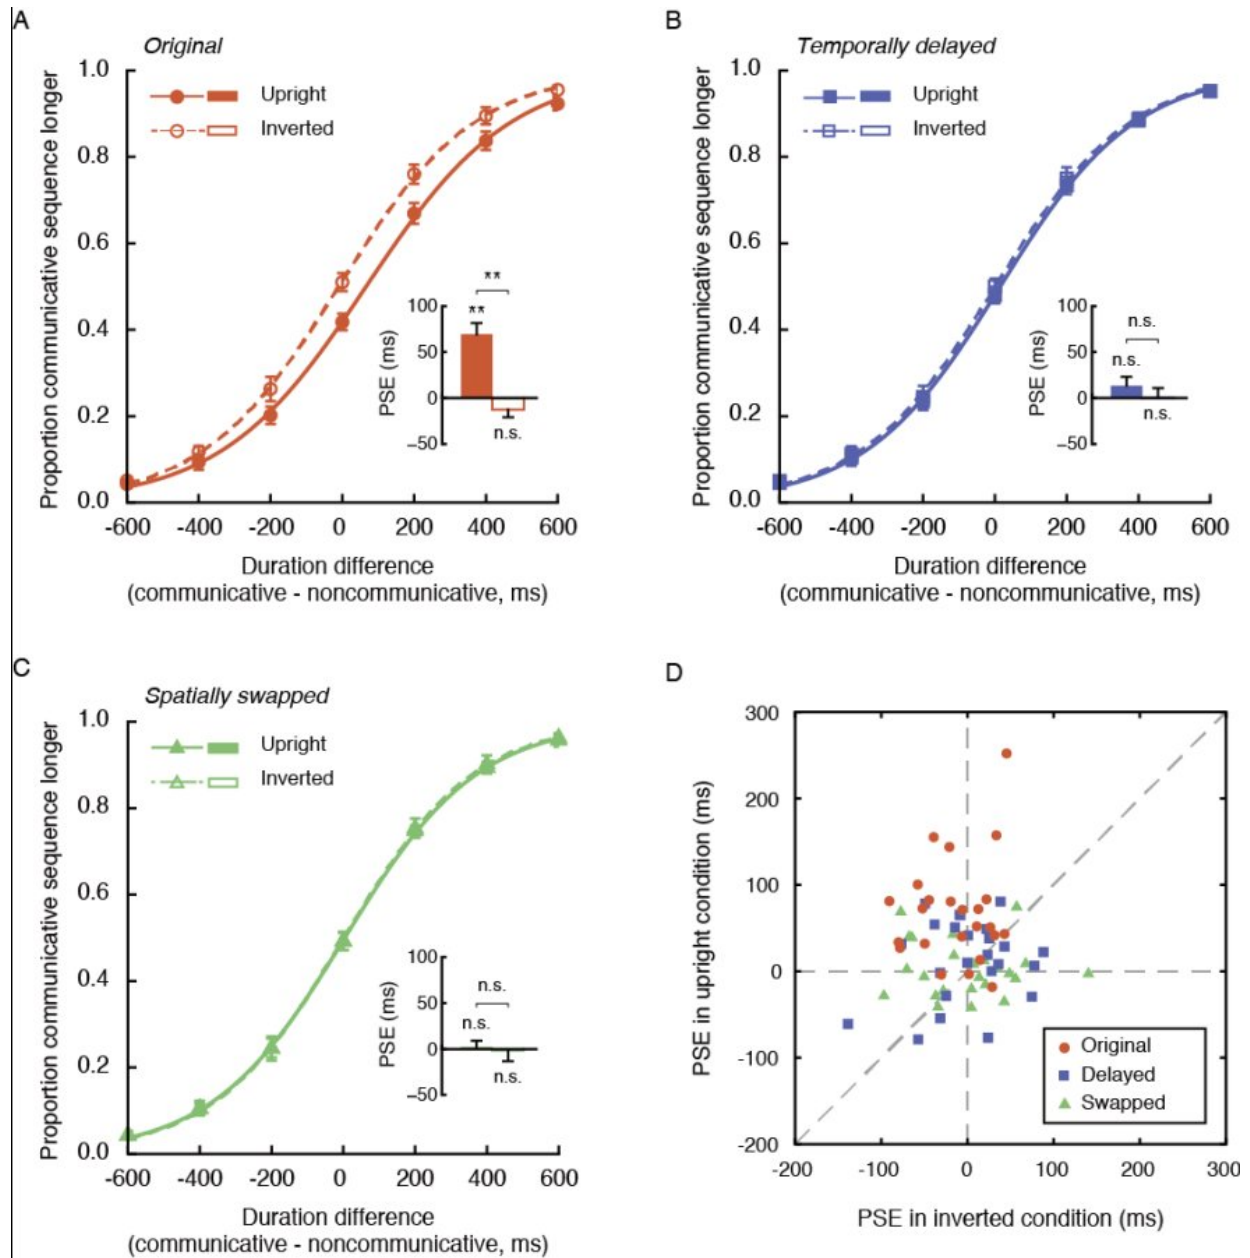 A
Original
Upright
Inverted
Proportion communicative sequence longer
1.0
0.8
0.6
0.4
0.2
0.0
-600 -400 -200 0 200 400 600
Duration difference
(communicative - noncommunicative, ms)
PSE (ms)
100
50
0
−50
**
**
n.s.
B
Temporally delayed
Upright
Inverted
Proportion communicative sequence longer
1.0
0.8
0.6
0.4
0.2
0.0
-600 -400 -200 0 200 400 600
Duration difference
(communicative - noncommunicative, ms)
PSE (ms)
100
50
0
−50
n.s.
n.s.
n.s.
C
Spatially swapped
Upright
Inverted
Proportion communicative sequence longer
1.0
0.8
0.6
0.4
0.2
0.0
-600 -400 -200 0 200 400 600
Duration difference
(communicative - noncommunicative, ms)
PSE (ms)
100
50
0
−50
n.s.
n.s.
n.s.
D
PSE in upright condition (ms)
300
200
100
0
-100
-200
-200 -100 0 100 200 300
PSE in inverted condition (ms)
Original
Delayed
Swapped